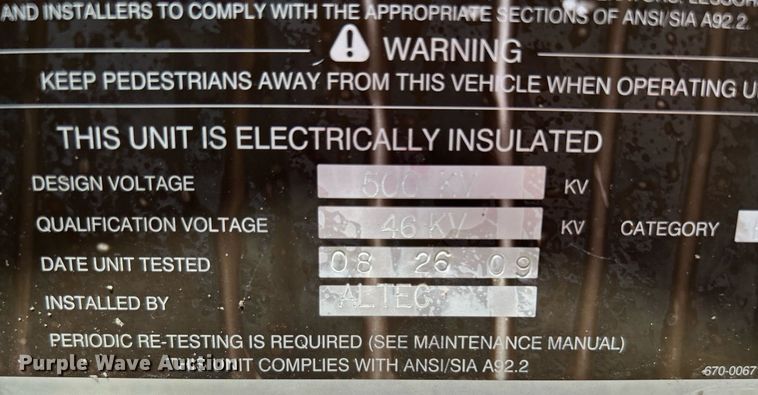 AND INSTALLERS TO COMPLY WITH THE APPROPRIATE SECTIONS OF ANSI/SIA A92.2.
WARNING
KEEP PEDESTRIANS AWAY FROM THIS VEHICLE WHEN OPERATING U
THIS UNIT IS ELECTRICALLY INSULATED
DESIGN VOLTAGE 500 KV KV
QUALIFICATION VOLTAGE 46 KV KV CATEGORY
DATE UNIT TESTED 08 26 09
INSTALLED BY ALTEC
PERIODIC RE-TESTING IS REQUIRED (SEE MAINTENANCE MANUAL)
Purple Wave Auction
UNIT COMPLIES WITH ANSI/SIA A92.2
670-0067